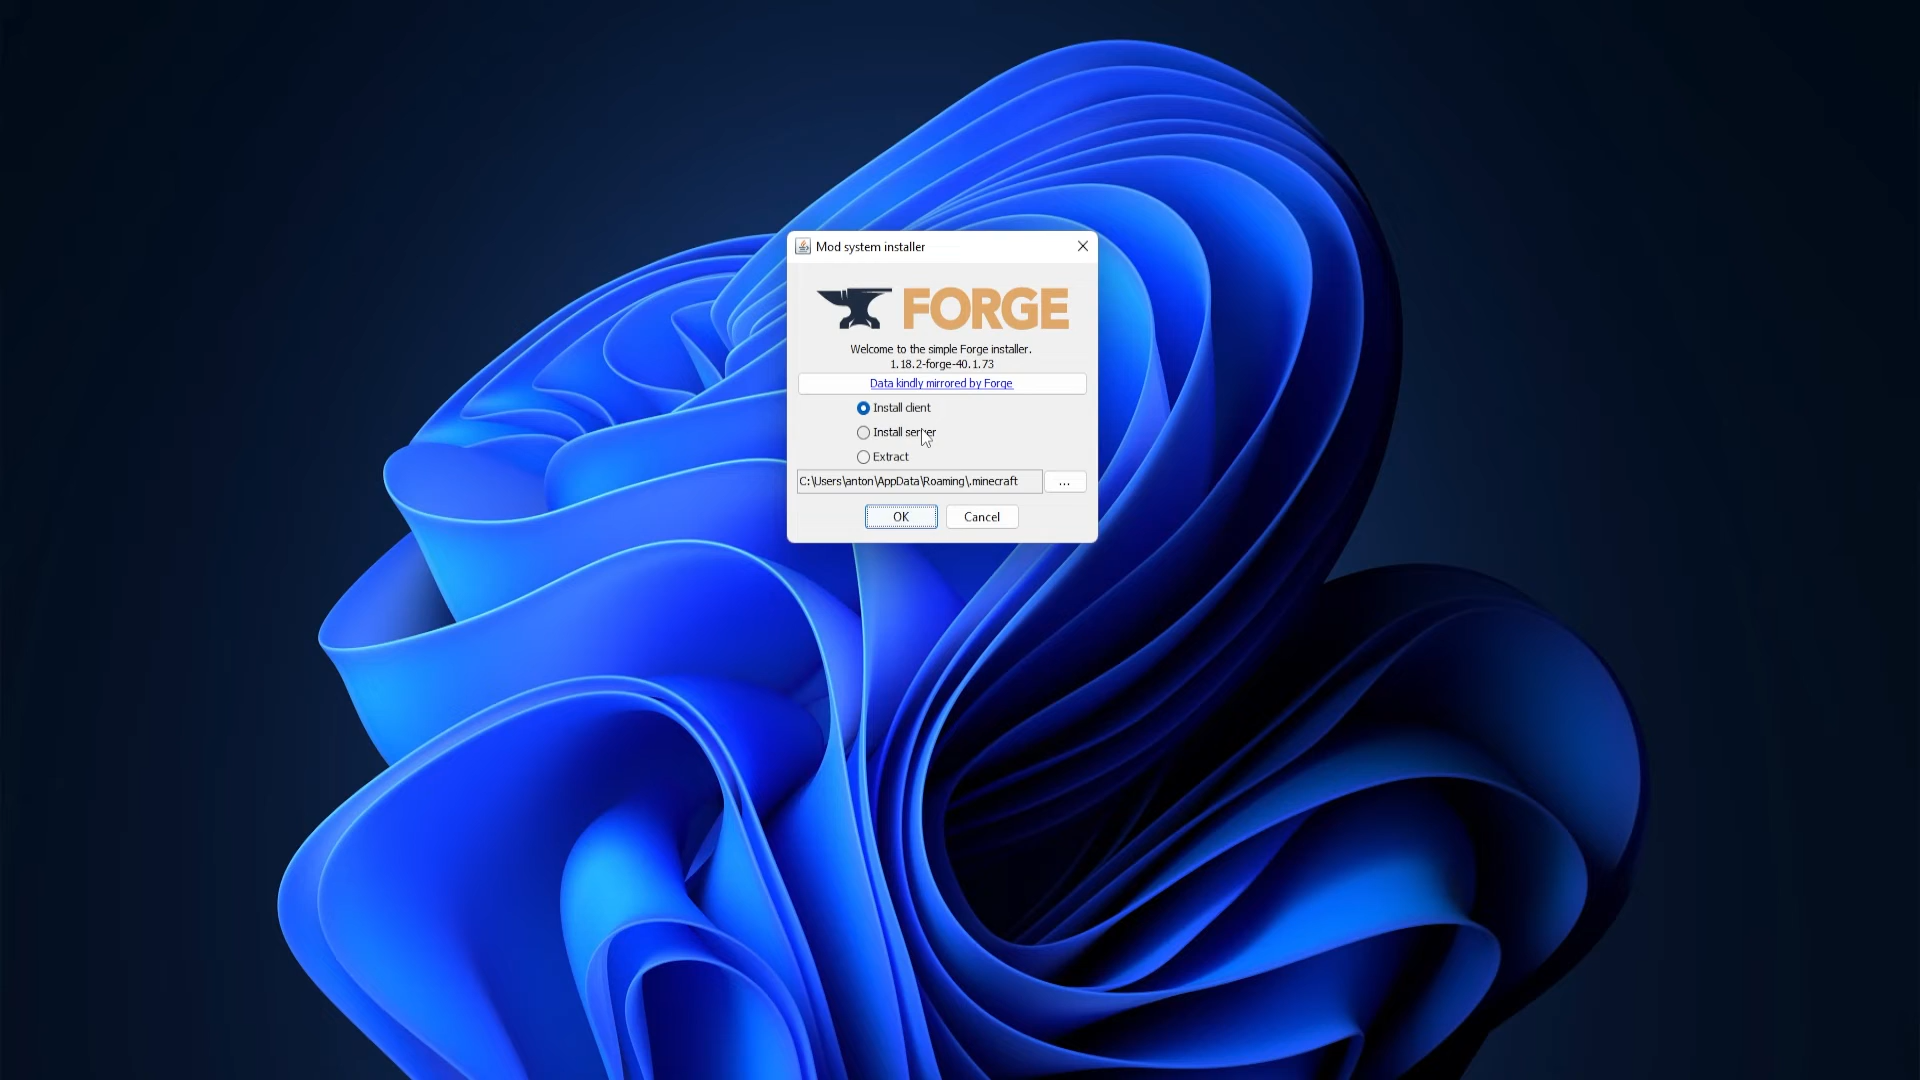 Mod system installer
FORGE
Welcome to the simple Forge installer.
1.18.2-forge-40.1.73
Data kindly mirrored by Forge
Install client
Install server
Extract
C:\Users\anton\AppData\Roaming\.minecraft
...
OK
Cancel